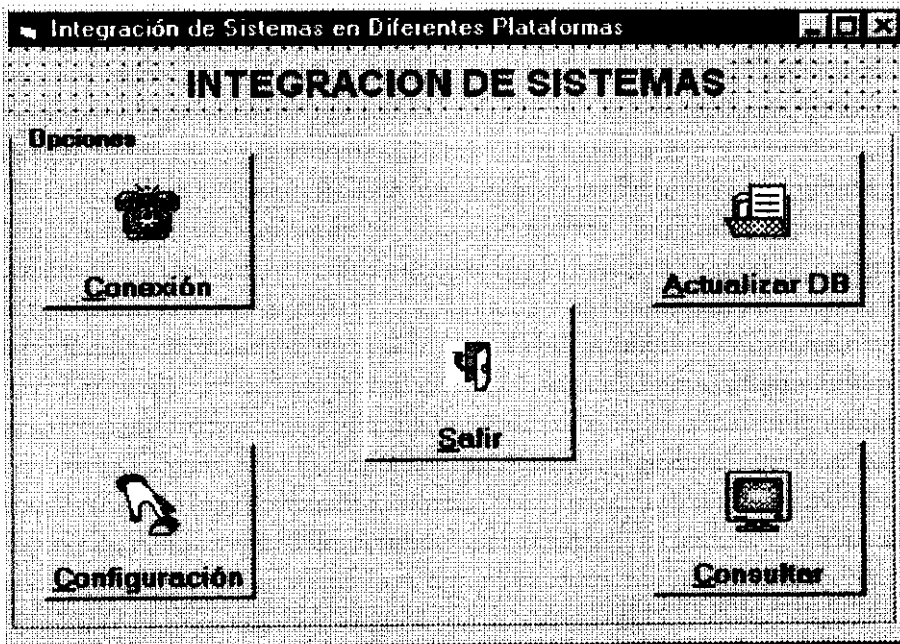 Integración de Sistemas en Diferentes Plataformas
INTEGRACION DE SISTEMAS
Opciones
Conexión
Actualizar DB
Salir
Configuración
Consultar